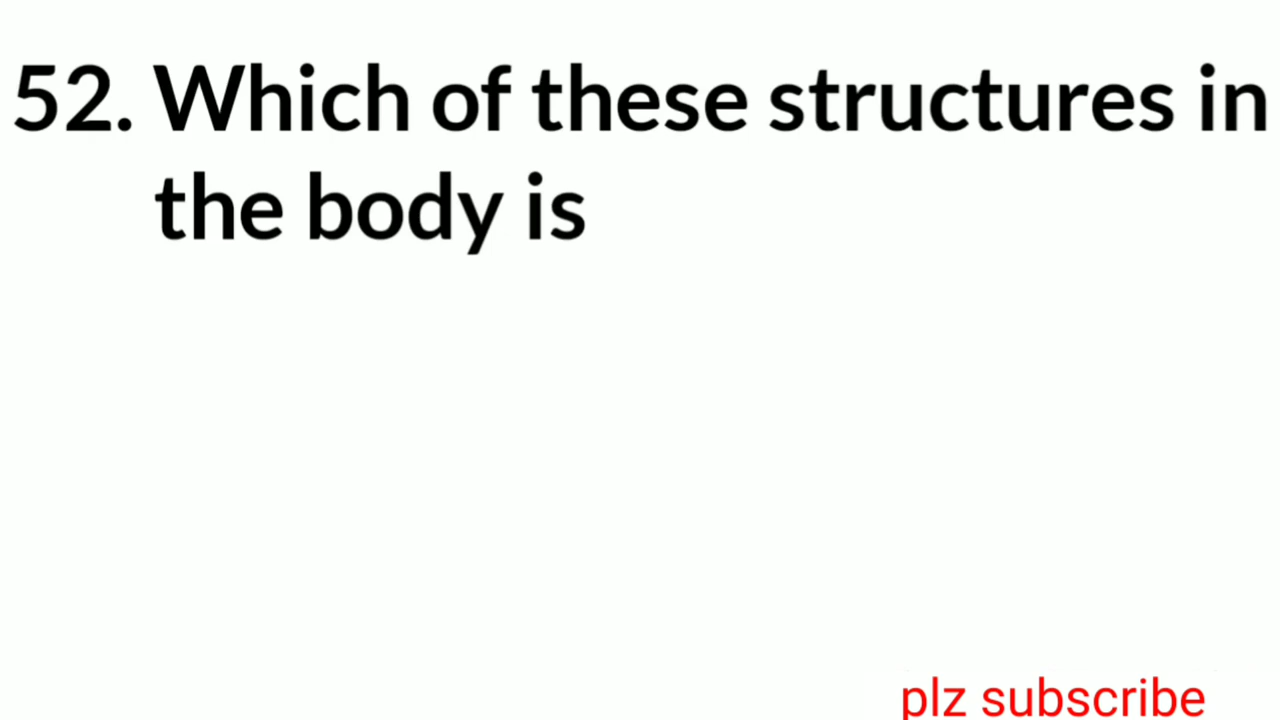 52. Which of these structures in
the body is
plz subscribe